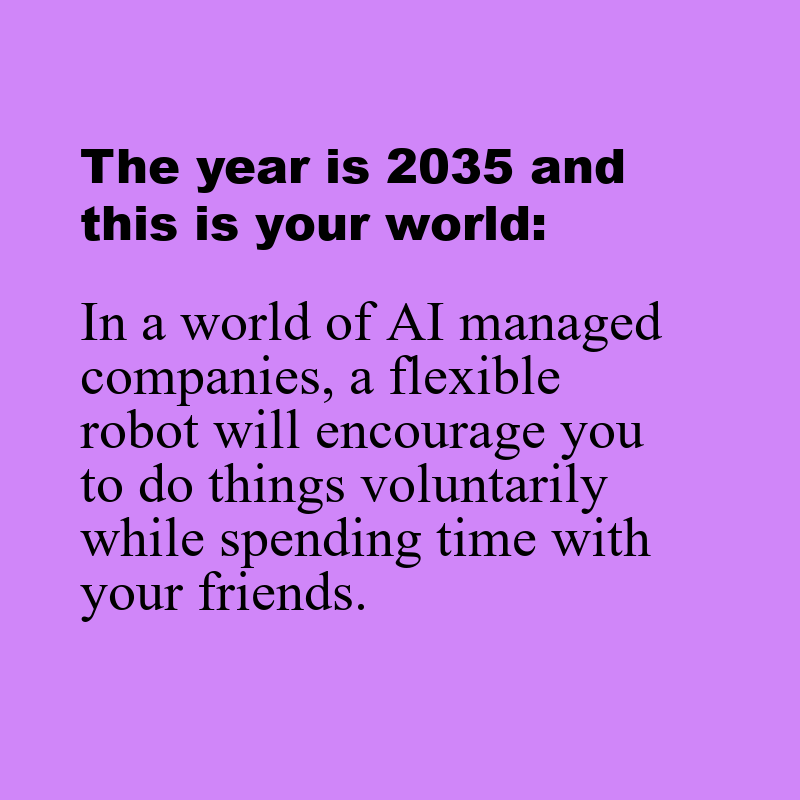 The year is 2035 and
this is your world:
In a world of AI managed
companies, a flexible
robot will encourage you
to do things voluntarily
while spending time with
your friends.